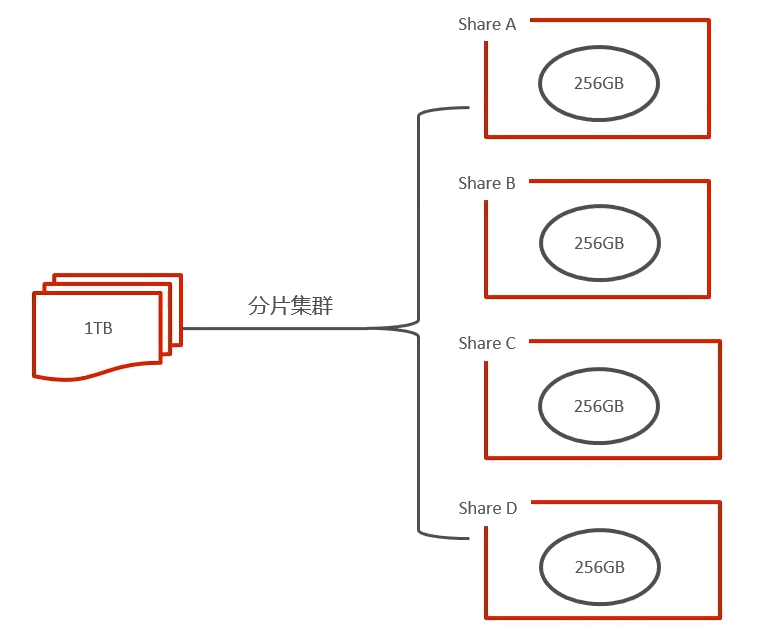 Share A
256GB
Share B
256GB
分片集群
1TB
Share C
256GB
Share D
256GB